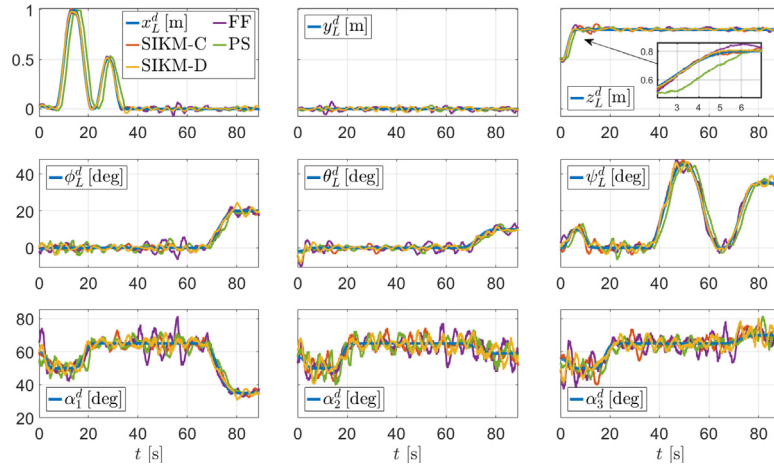 1
0.5
0
0 20 40 60 80
x_L^d [m]
FF
SIKM-C
PS
SIKM-D
y_L^d [m]
0 20 40 60 80
0.8
0.6
3 4 5 6
z_L^d [m]
0 20 40 60 80
40
20
0
0 20 40 60 80
ϕ_L^d [deg]
θ_L^d [deg]
0 20 40 60 80
ψ_L^d [deg]
0 20 40 60 80
80
60
40
20
α_1^d [deg]
0 20 40 60 80
t [s]
α_2^d [deg]
0 20 40 60 80
t [s]
α_3^d [deg]
0 20 40 60 80
t [s]